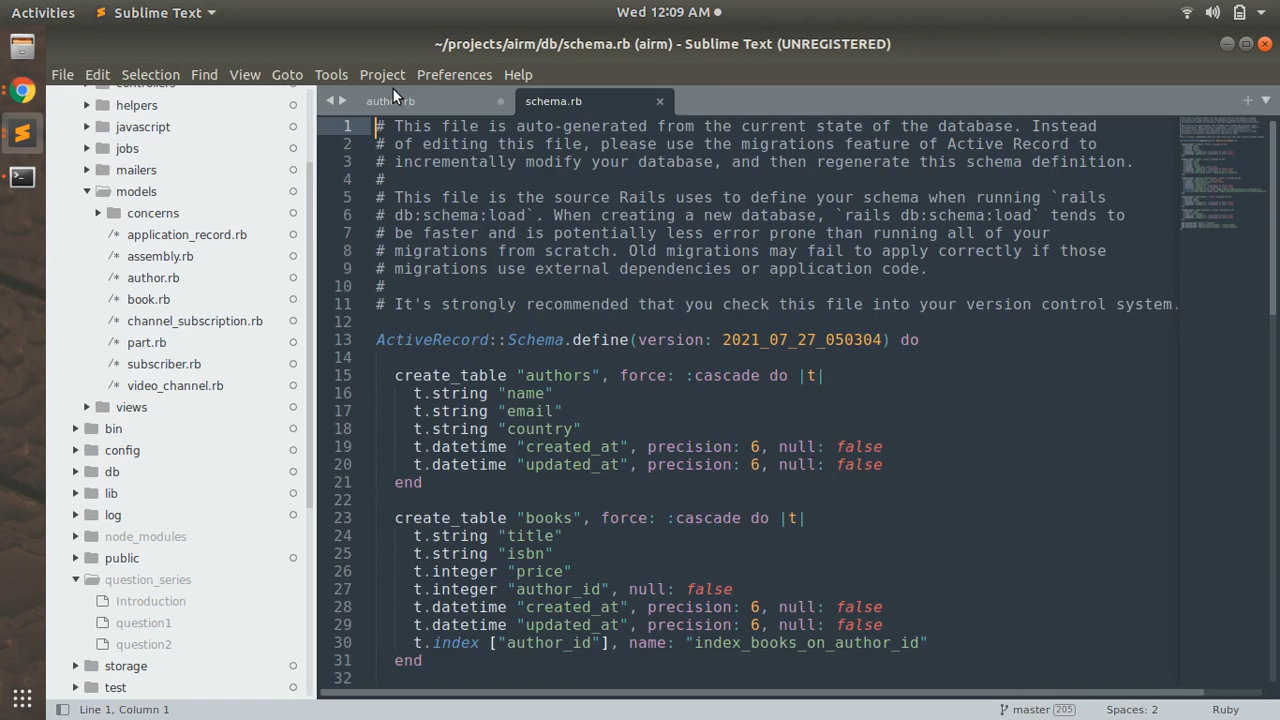 Activities
Sublime Text
Wed 12:09 AM
~/projects/airm/db/schema.rb (airm) - Sublime Text (UNREGISTERED)
File Edit Selection Find View Goto Tools Project Preferences Help
controllers
helpers
javascript
jobs
mailers
models
concerns
/* application_record.rb
/* assembly.rb
/* author.rb
/* book.rb
/* channel_subscription.rb
/* part.rb
/* subscriber.rb
/* video_channel.rb
views
bin
config
db
lib
log
node_modules
public
question_series
Introduction
question1
question2
storage
test
schema.rb
1 # This file is auto-generated from the current state of the database. Instead
2 # of editing this file, please use the migrations feature of Active Record to
3 # incrementally modify your database, and then regenerate this schema definition.
4 #
5 # This file is the source Rails uses to define your schema when running `rails
6 # db:schema:load`. When creating a new database, `rails db:schema:load` tends to
7 # be faster and is potentially less error prone than running all of your
8 # migrations from scratch. Old migrations may fail to apply correctly if those
9 # migrations use external dependencies or application code.
10 #
11 # It's strongly recommended that you check this file into your version control system.
12
13 ActiveRecord::Schema.define(version: 2021_07_27_050304) do
14
15 create_table "authors", force: :cascade do |t|
16 t.string "name"
17 t.string "email"
18 t.string "country"
19 t.datetime "created_at", precision: 6, null: false
20 t.datetime "updated_at", precision: 6, null: false
21 end
22
23 create_table "books", force: :cascade do |t|
24 t.string "title"
25 t.string "isbn"
26 t.integer "price"
27 t.integer "author_id", null: false
28 t.datetime "created_at", precision: 6, null: false
29 t.datetime "updated_at", precision: 6, null: false
30 t.index ["author_id"], name: "index_books_on_author_id"
31 end
32
Line 1, Column 1
master 205
Spaces: 2
Ruby